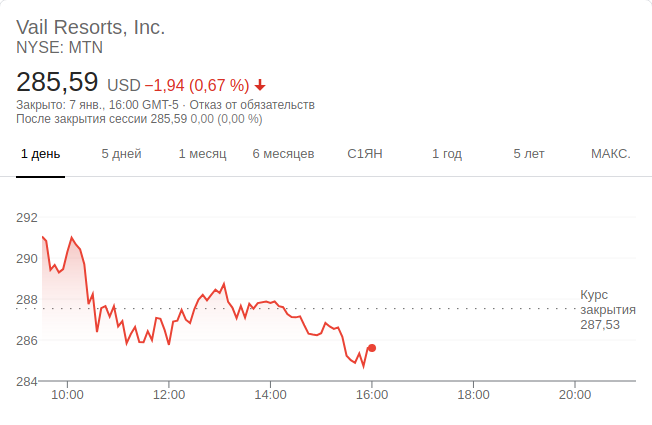 Vail Resorts, Inc.
NYSE: MTN
285,59 USD −1,94 (0,67 %)
Закрыто: 7 янв., 16:00 GMT-5 · Отказ от обязательств
После закрытия сессии 285,59 0,00 (0,00 %)
1 день 5 дней 1 месяц 6 месяцев С1ЯН 1 год 5 лет МАКС.
292
290
288
286
284
Курс
закрытия
287,53
10:00 12:00 14:00 16:00 18:00 20:00